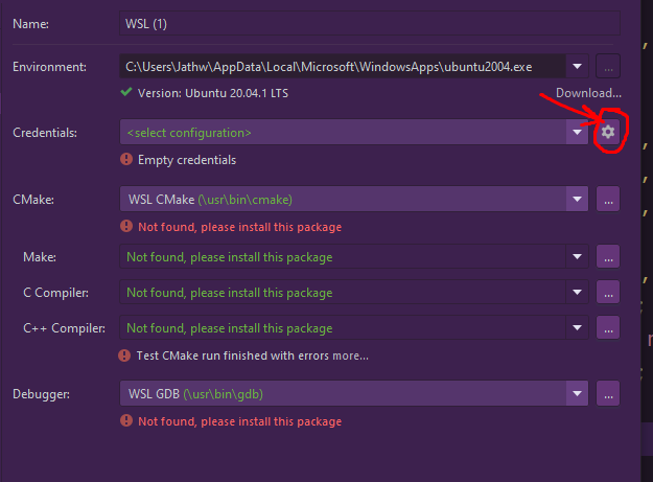 Name: WSL (1)
Environment: C:\Users\Jathw\AppData\Local\Microsoft\WindowsApps\ubuntu2004.exe ...
Version: Ubuntu 20.04.1 LTS Download...
Credentials: <select configuration>
Empty credentials
CMake: WSL CMake (\usr\bin\cmake) ...
Not found, please install this package
Make: Not found, please install this package ...
C Compiler: Not found, please install this package ...
C++ Compiler: Not found, please install this package ...
Test CMake run finished with errors more...
Debugger: WSL GDB (\usr\bin\gdb) ...
Not found, please install this package